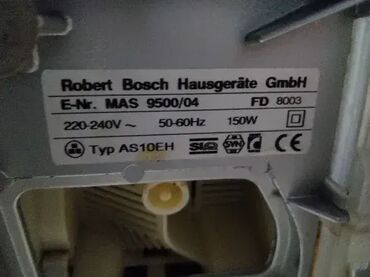 Robert Bosch Hausgeräte GmbH
E-Nr. MAS 9500/04 FD 8003
220-240V ~ 50-60Hz 150W
Typ AS10EH